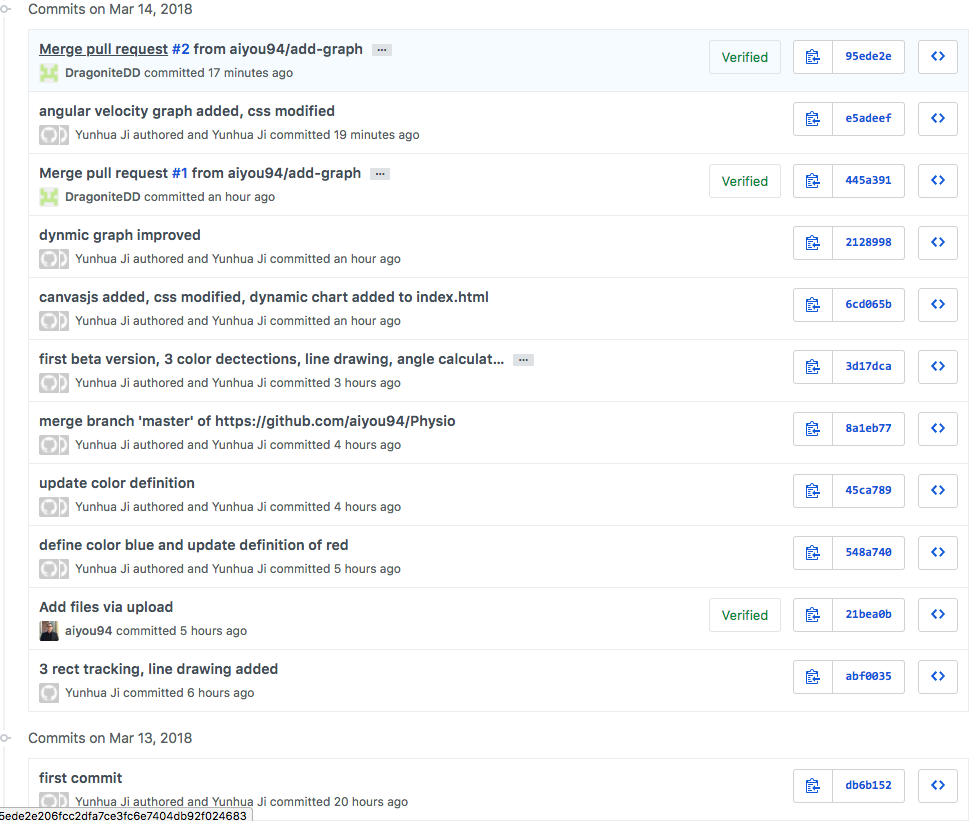 Commits on Mar 14, 2018
Merge pull request #2 from aiyou94/add-graph ...
Verified
95ede2e
DragoniteDD committed 17 minutes ago
angular velocity graph added, css modified
e5adeef
Yunhua Ji authored and Yunhua Ji committed 19 minutes ago
Merge pull request #1 from aiyou94/add-graph ...
Verified
445a391
DragoniteDD committed an hour ago
dynmic graph improved
2128998
Yunhua Ji authored and Yunhua Ji committed an hour ago
canvasjs added, css modified, dynamic chart added to index.html
6cd065b
Yunhua Ji authored and Yunhua Ji committed an hour ago
first beta version, 3 color dectections, line drawing, angle calculat... ...
3d17dca
Yunhua Ji authored and Yunhua Ji committed 3 hours ago
merge branch 'master' of https://github.com/aiyou94/Physio
8a1eb77
Yunhua Ji authored and Yunhua Ji committed 4 hours ago
update color definition
45ca789
Yunhua Ji authored and Yunhua Ji committed 4 hours ago
define color blue and update definition of red
548a740
Yunhua Ji authored and Yunhua Ji committed 5 hours ago
Add files via upload
Verified
21bea0b
aiyou94 committed 5 hours ago
3 rect tracking, line drawing added
abf0035
Yunhua Ji committed 6 hours ago
Commits on Mar 13, 2018
first commit
db6b152
Yunhua Ji authored and Yunhua Ji committed 20 hours ago
5ede2e206fcc2dfa7ce3fc6e7404db92f024683